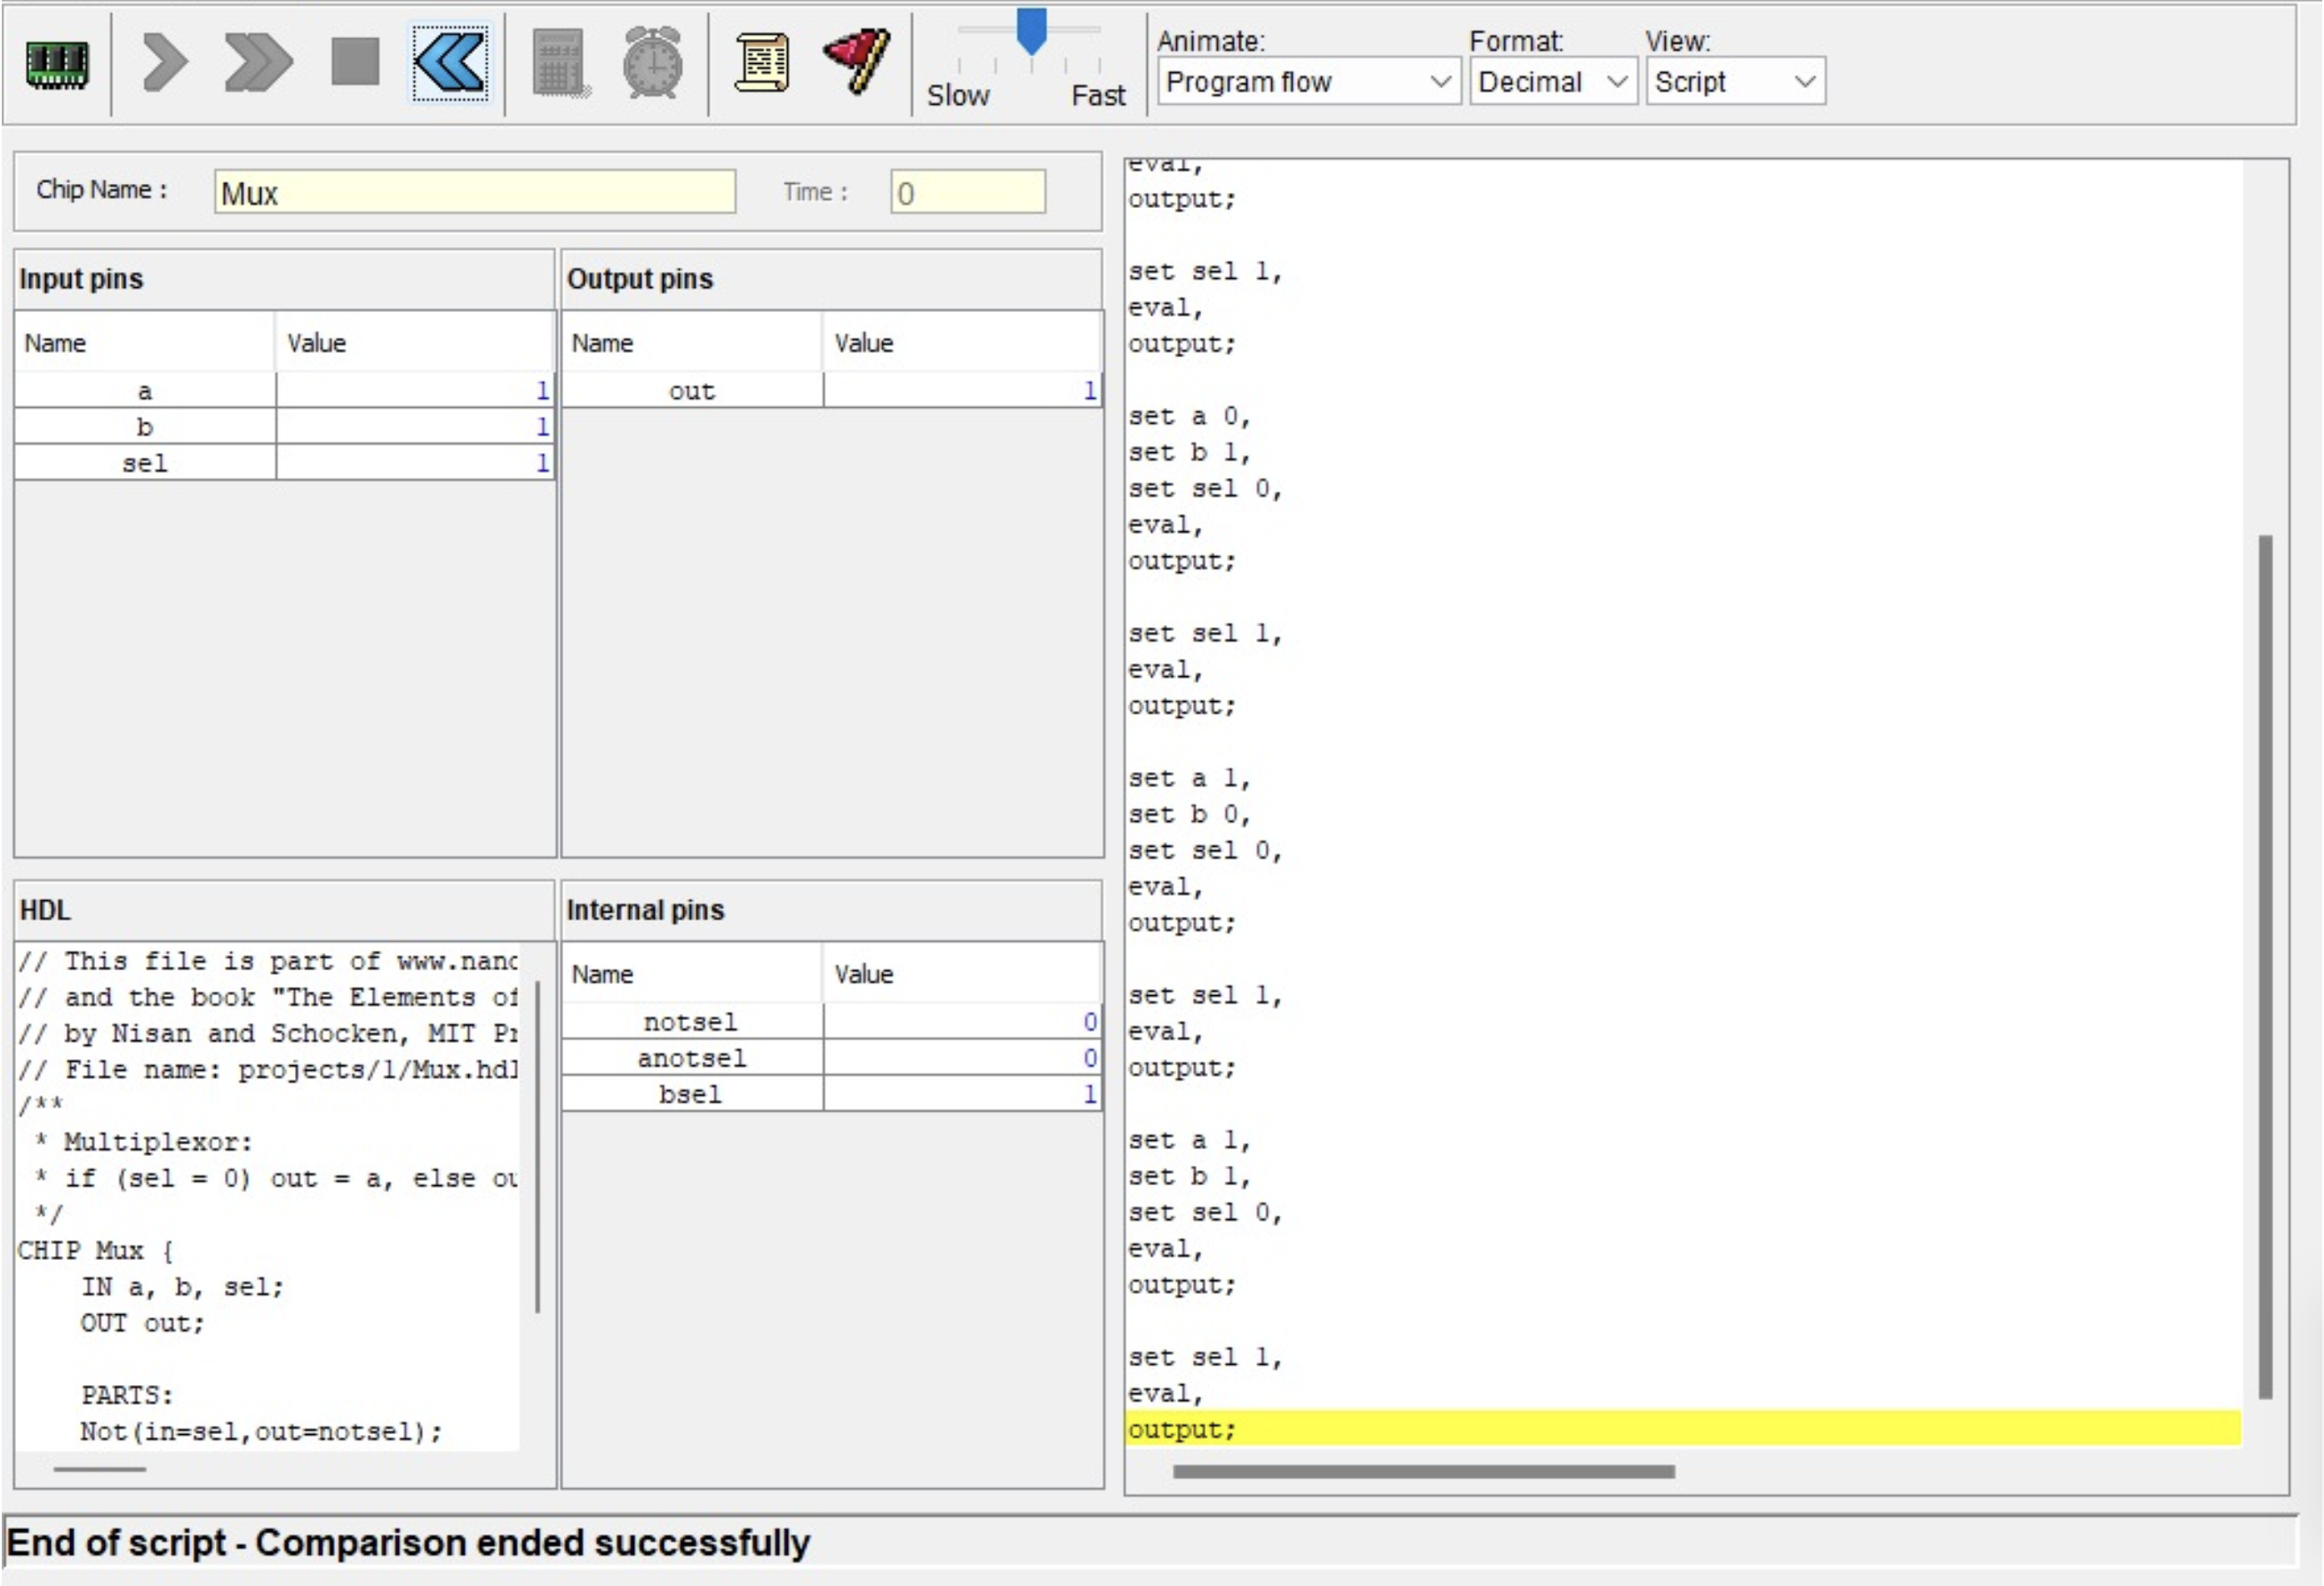 Slow
Fast
Animate:
Program flow
Format:
Decimal
View:
Script
Chip Name :
Mux
Time :
0
Input pins
Name Value
a 1
b 1
sel 1
Output pins
Name Value
out 1
HDL
// This file is part of www.nanc
// and the book "The Elements of
// by Nisan and Schocken, MIT Pr
// File name: projects/1/Mux.hdl
/**
* Multiplexor:
* if (sel = 0) out = a, else ou
*/
CHIP Mux {
IN a, b, sel;
OUT out;
PARTS:
Not(in=sel,out=notsel);
Internal pins
Name Value
notsel 0
anotsel 0
bsel 1
eval,
output;
set sel 1,
eval,
output;
set a 0,
set b 1,
set sel 0,
eval,
output;
set sel 1,
eval,
output;
set a 1,
set b 0,
set sel 0,
eval,
output;
set sel 1,
eval,
output;
set a 1,
set b 1,
set sel 0,
eval,
output;
set sel 1,
eval,
output;
End of script - Comparison ended successfully